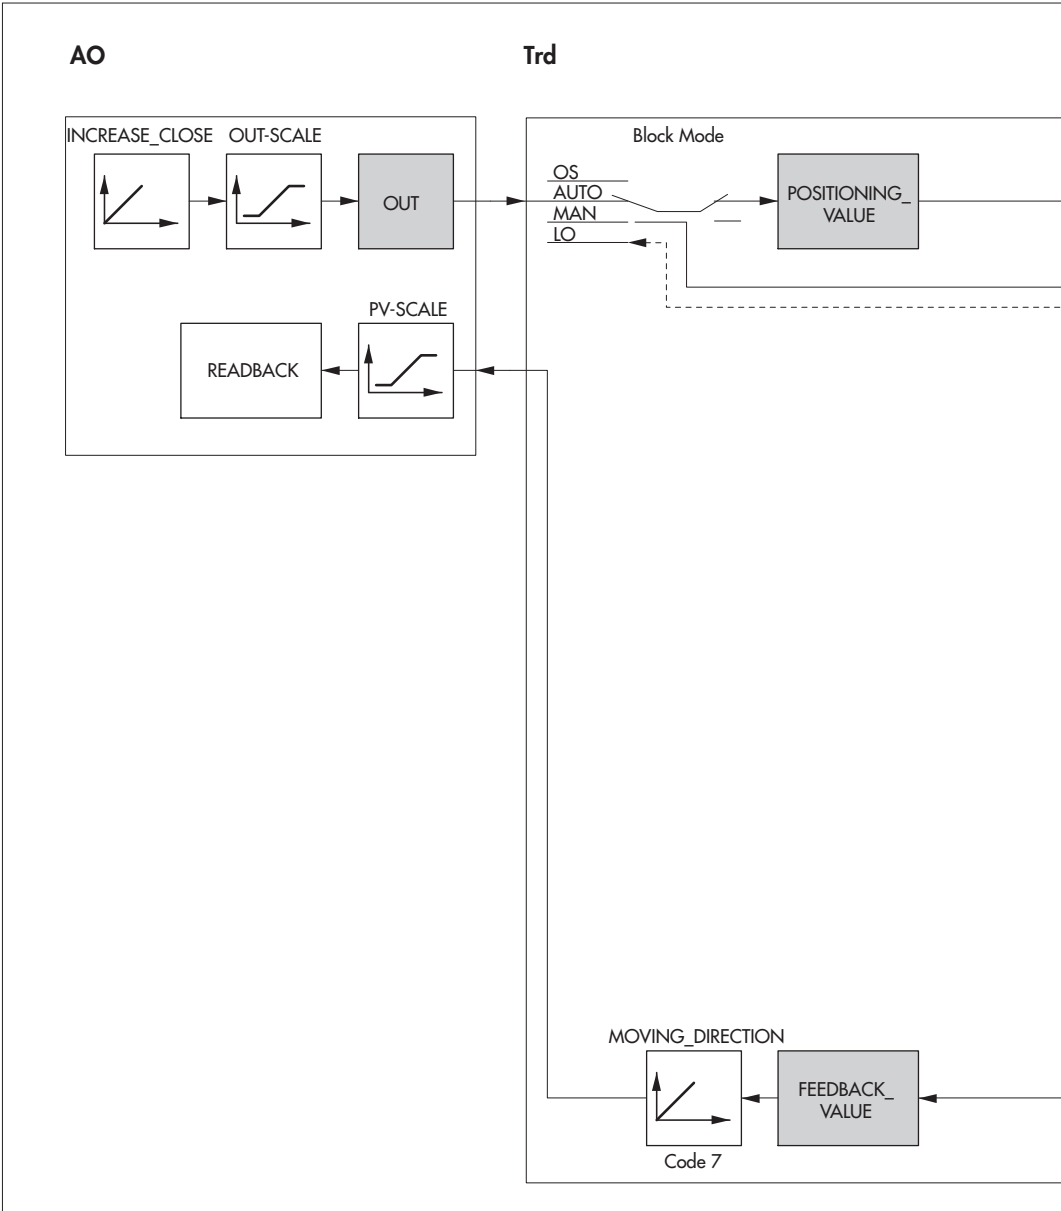 AO
Trd
INCREASE_CLOSE
OUT-SCALE
OUT
Block Mode
OS
AUTO
MAN
LO
POSITIONING_
VALUE
PV-SCALE
READBACK
MOVING_DIRECTION
FEEDBACK_
VALUE
Code 7